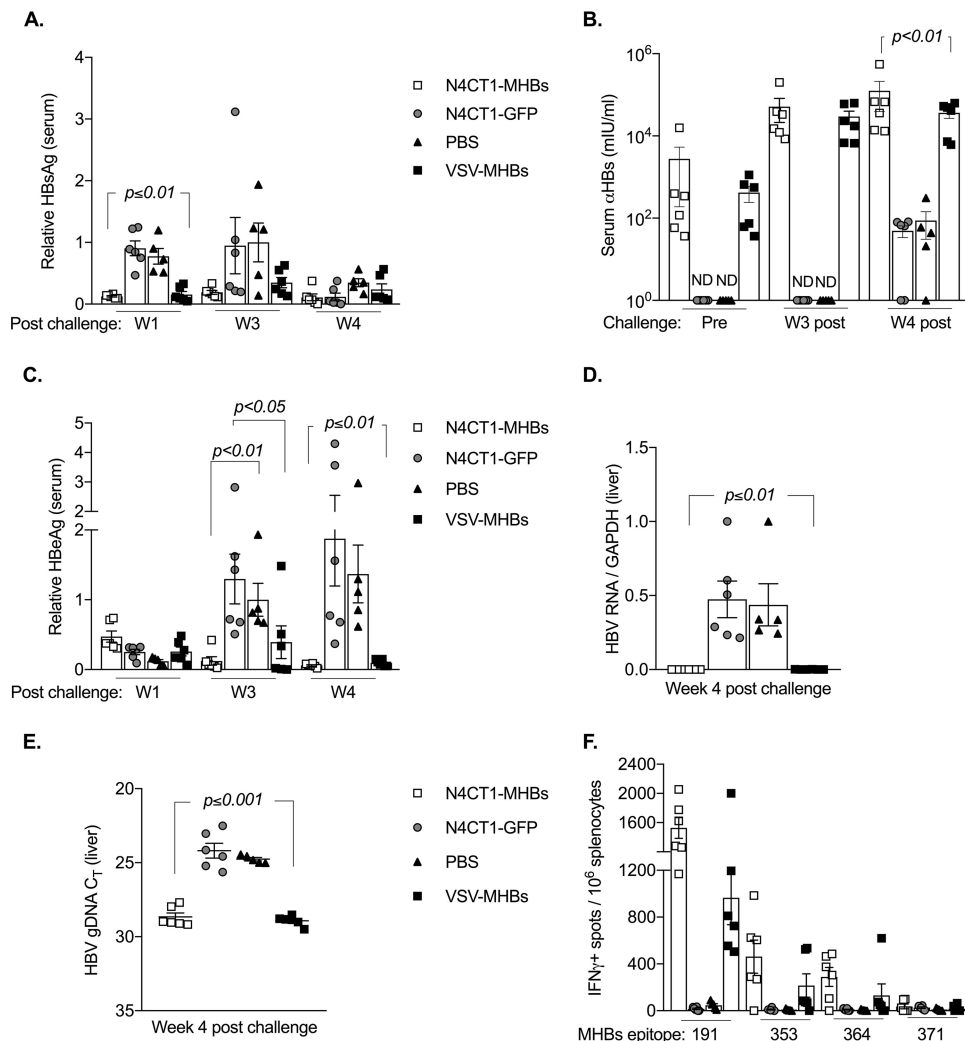 A.
Relative HBsAg (serum)
4
3
2
1
0
p≤0.01
Post challenge: W1 W3 W4
N4CT1-MHBs
N4CT1-GFP
PBS
VSV-MHBs
B.
Serum αHBs (mIU/ml)
10⁶
10⁴
10²
10⁰
p<0.01
ND ND
ND ND
Challenge: Pre W3 post W4 post
C.
Relative HBeAg (serum)
5
4
3
2
2
1
0
p<0.05
p<0.01
p≤0.01
Post challenge: W1 W3 W4
N4CT1-MHBs
N4CT1-GFP
PBS
VSV-MHBs
D.
HBV RNA / GAPDH (liver)
1.5
1.0
0.5
0.0
p≤0.01
Week 4 post challenge
E.
HBV gDNA C_T (liver)
20
25
30
35
p≤0.001
Week 4 post challenge
N4CT1-MHBs
N4CT1-GFP
PBS
VSV-MHBs
F.
IFNγ+ spots / 10⁶ splenocytes
2400
2000
1600
1200
800
400
0
MHBs epitope: 191 353 364 371